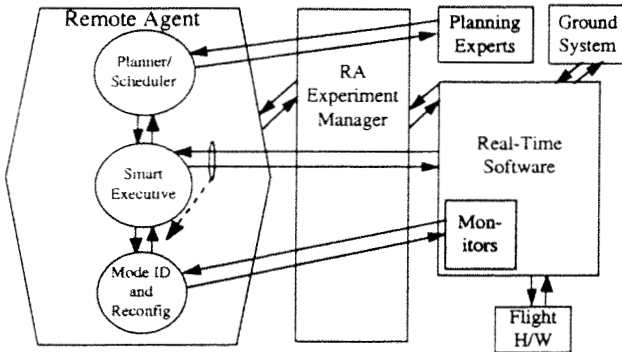 Remote Agent
Planner/
Scheduler
Smart
Executive
Mode ID
and
Reconfig
RA
Experiment
Manager
Planning
Experts
Ground
System
Real-Time
Software
Mon-
itors
Flight
H/W